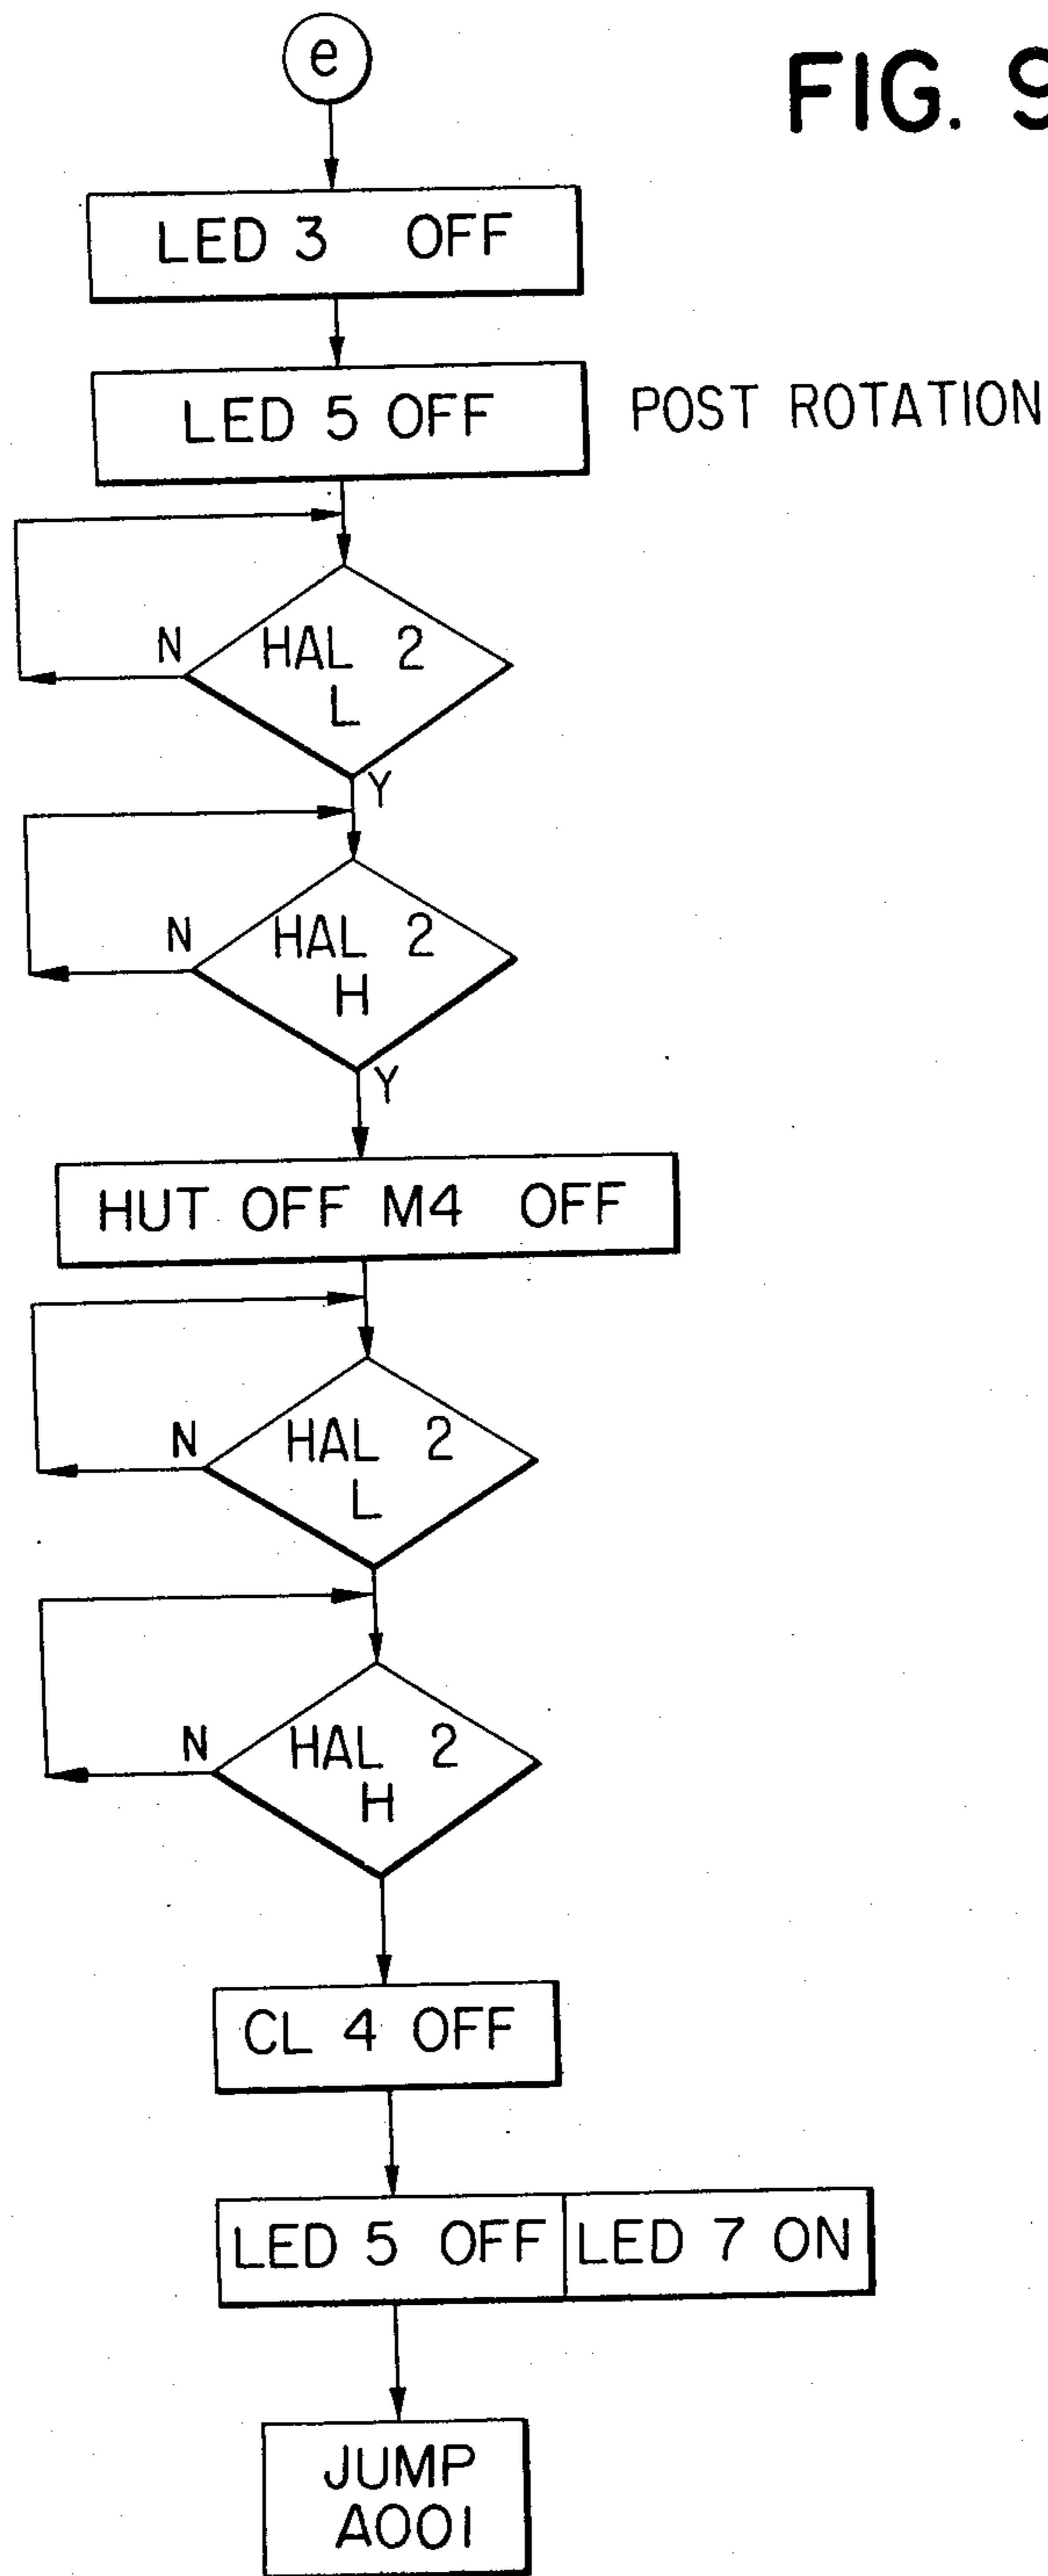 e
FIG. 9
LED 3 OFF
LED 5 OFF
POST ROTATION
N
HAL 2
L
Y
N
HAL 2
H
Y
HUT OFF M4 OFF
N
HAL 2
L
N
HAL 2
H
CL 4 OFF
LED 5 OFF
LED 7 ON
JUMP
A001